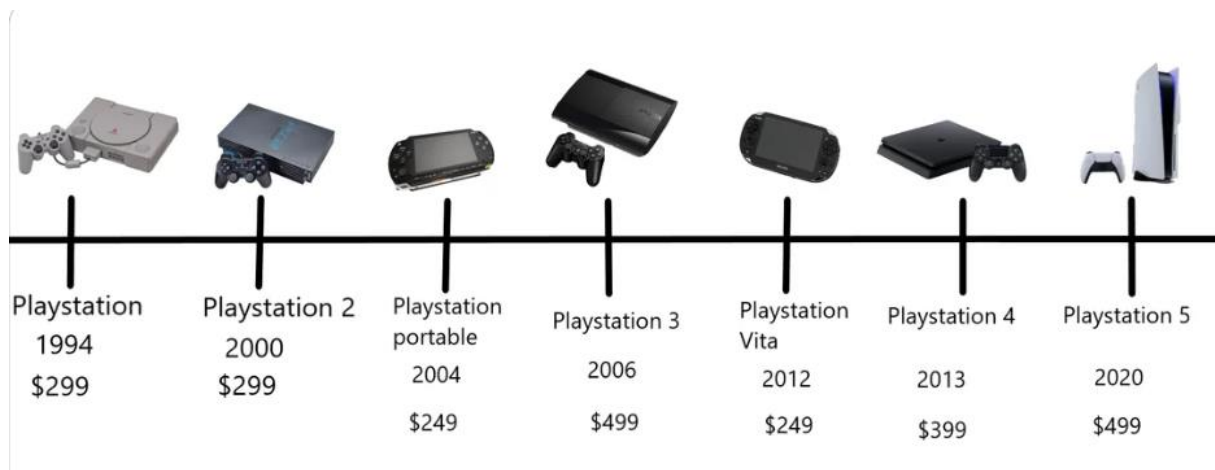 Playstation
1994
$299
Playstation 2
2000
$299
Playstation
portable
2004
$249
Playstation 3
2006
$499
Playstation
Vita
2012
$249
Playstation 4
2013
$399
Playstation 5
2020
$499